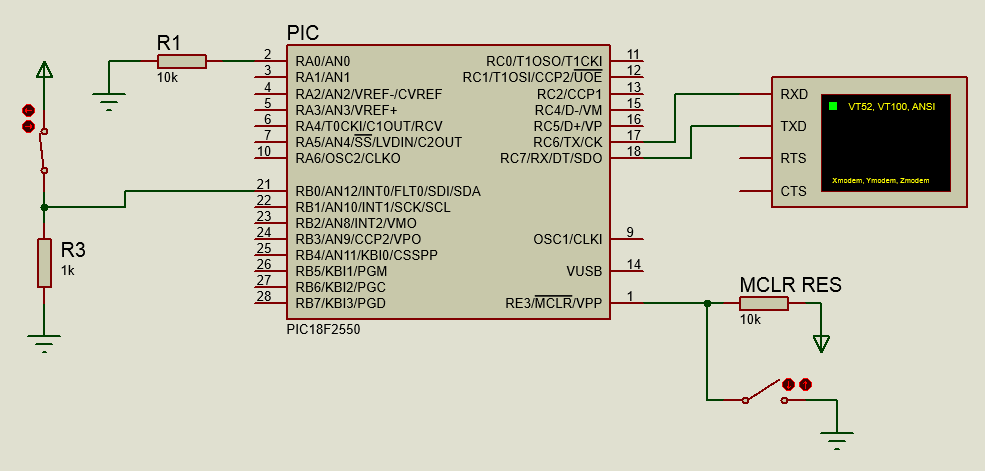 PIC
R1
10k
2 RA0/AN0 RC0/T1OSO/T1CKI 11
3 RA1/AN1 RC1/T1OSI/CCP2/UOE 12
4 RA2/AN2/VREF-/CVREF RC2/CCP1 13
5 RA3/AN3/VREF+ RC4/D-/VM 15
6 RA4/T0CKI/C1OUT/RCV RC5/D+/VP 16
7 RA5/AN4/SS/LVDIN/C2OUT RC6/TX/CK 17
10 RA6/OSC2/CLKO RC7/RX/DT/SDO 18
21 RB0/AN12/INT0/FLT0/SDI/SDA
22 RB1/AN10/INT1/SCK/SCL
23 RB2/AN8/INT2/VMO
24 RB3/AN9/CCP2/VPO OSC1/CLKI 9
25 RB4/AN11/KBI0/CSSPP
26 RB5/KBI1/PGM VUSB 14
27 RB6/KBI2/PGC
28 RB7/KBI3/PGD RE3/MCLR/VPP 1
PIC18F2550
R3
1k
RXD
TXD
RTS
CTS
VT52, VT100, ANSI
Xmodem, Ymodem, Zmodem
MCLR RES
10k